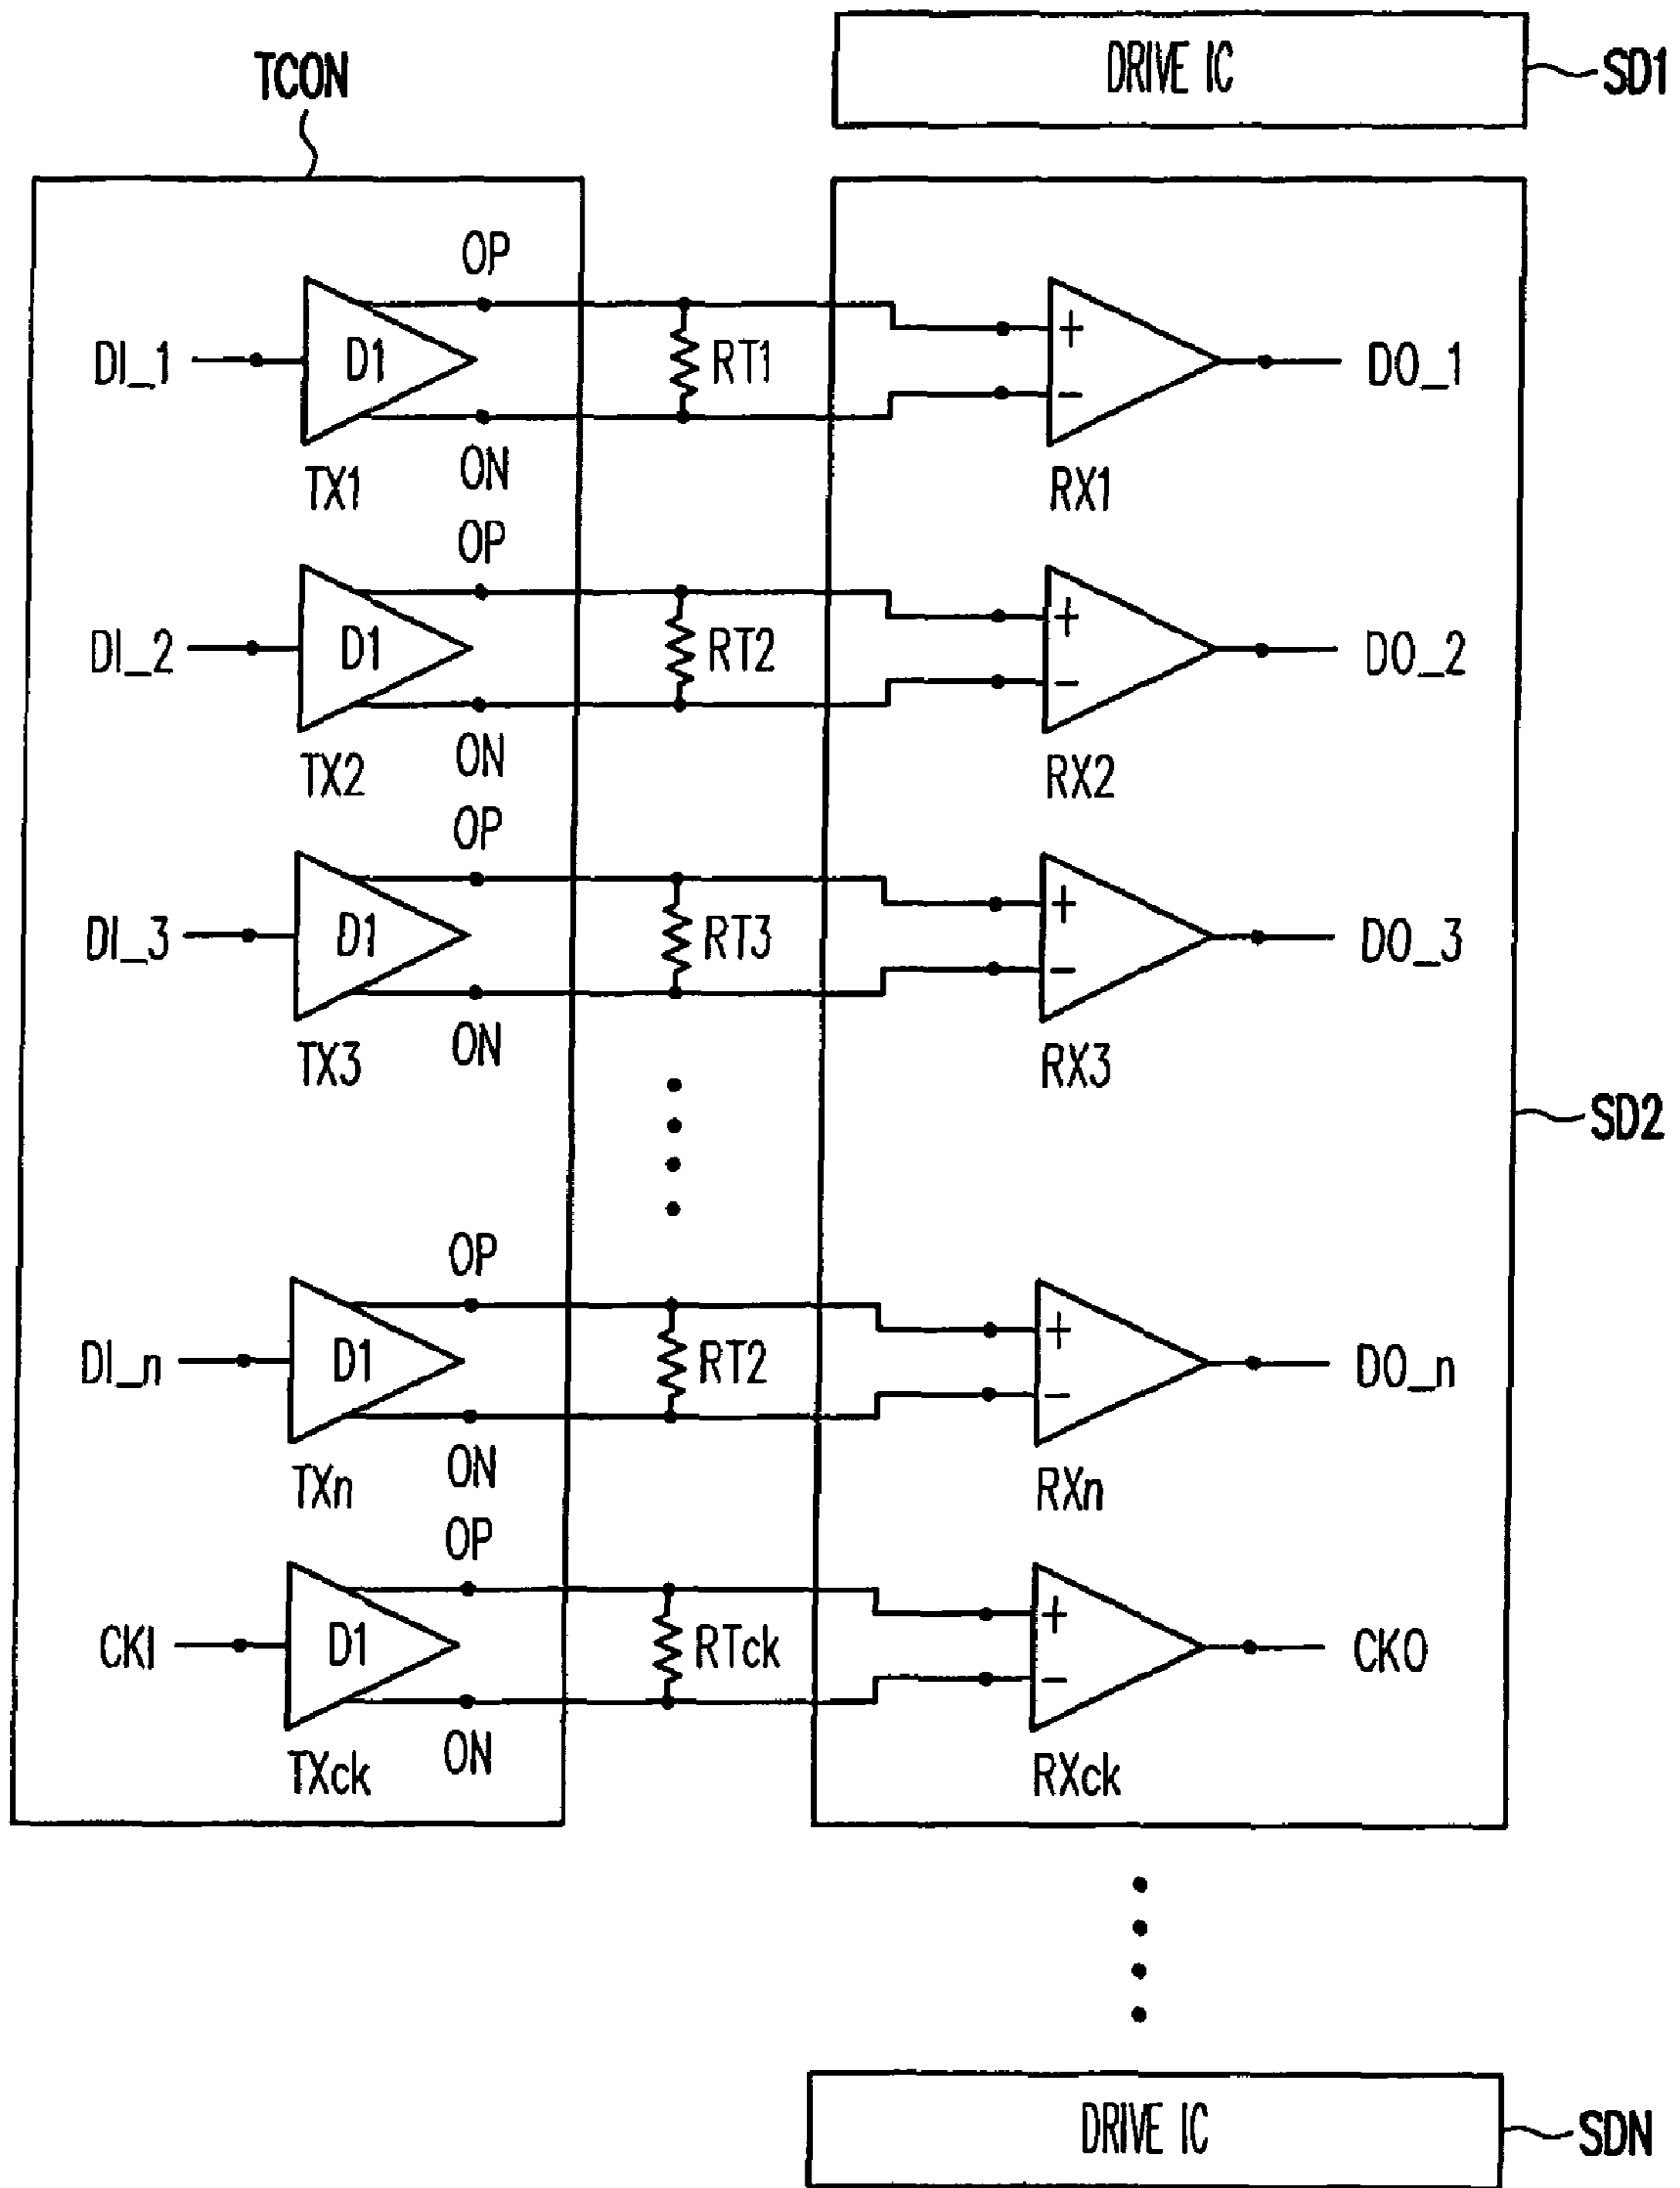 DRIVE IC
SD1
TCON
OP
DI_1
D1
RT1
+
-
DO_1
ON
TX1
RX1
OP
DI_2
D1
RT2
+
-
DO_2
ON
TX2
RX2
OP
DI_3
D1
RT3
+
-
DO_3
ON
TX3
RX3
SD2
OP
DI_n
D1
RT2
+
-
DO_n
ON
TXn
RXn
OP
CKI
D1
RTck
+
-
CKO
ON
TXck
RXck
DRIVE IC
SDN